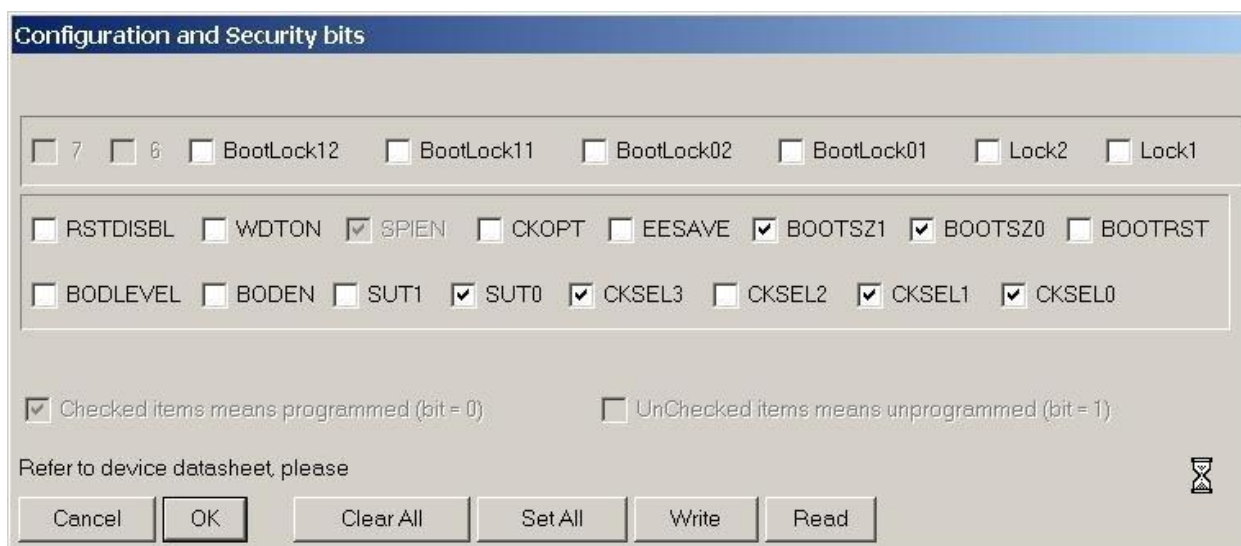 Configuration and Security bits
7 6 BootLock12 BootLock11 BootLock02 BootLock01 Lock2 Lock1
RSTDISBL WDTON SPIEN CKOPT EESAVE BOOTSZ1 BOOTSZ0 BOOTRST
BODLEVEL BODEN SUT1 SUT0 CKSEL3 CKSEL2 CKSEL1 CKSEL0
Checked items means programmed (bit = 0) UnChecked items means unprogrammed (bit = 1)
Refer to device datasheet, please
Cancel OK Clear All Set All Write Read